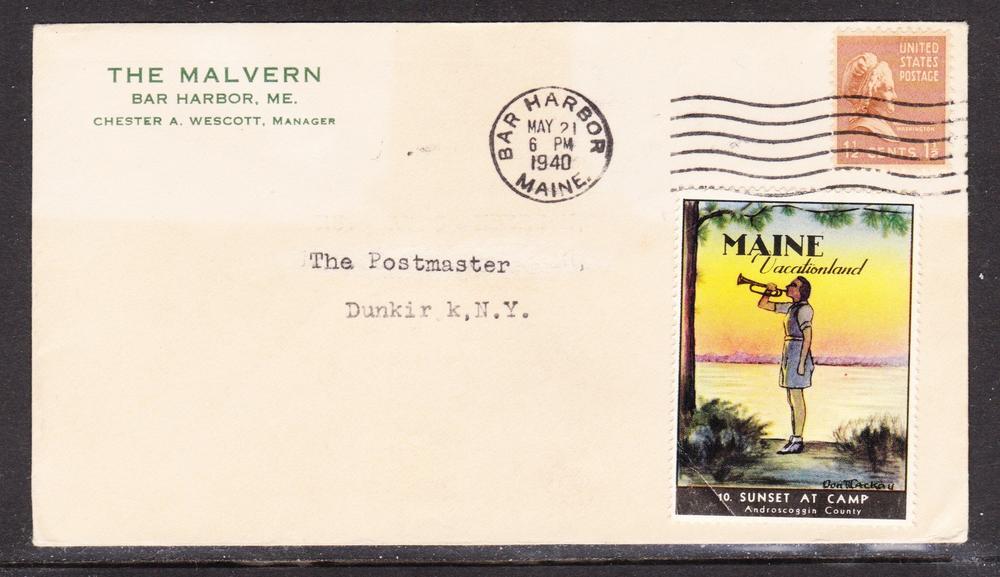 THE MALVERN
BAR HARBOR, ME.
CHESTER A. WESCOTT, MANAGER
BAR HARBOR
MAY 21
6 PM
1940
MAINE.
UNITED
STATES
POSTAGE
WASHINGTON
1½ CENTS 1½
The Postmaster
Dunkir k,N.Y.
MAINE
Vacationland
Don MacKay
10. SUNSET AT CAMP
Androscoggin County